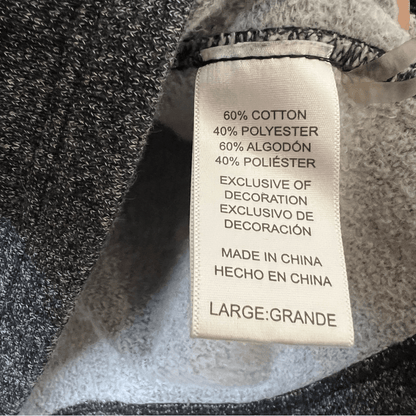 60% COTTON
40% POLYESTER
60% ALGODÓN
40% POLIÉSTER
EXCLUSIVE OF
DECORATION
EXCLUSIVO DE
DECORACIÓN
MADE IN CHINA
HECHO EN CHINA
LARGE:GRANDE